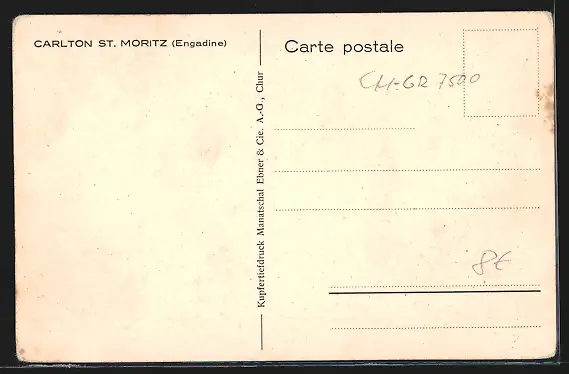 CARLTON ST. MORITZ (Engadine)
Carte postale
CH-GR 7500
Kupfertiefdruck Manatschal Ebner & Cie. A.-G., Chur
8€